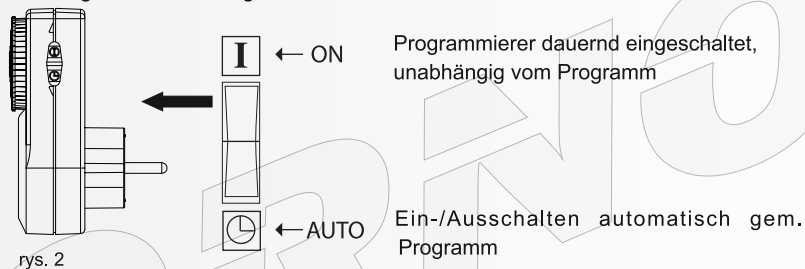 I ← ON
Programmierer dauernd eingeschaltet,
unabhängig vom Programm
←AUTO
Ein-/Ausschalten automatisch gem.
Programm
rys. 2